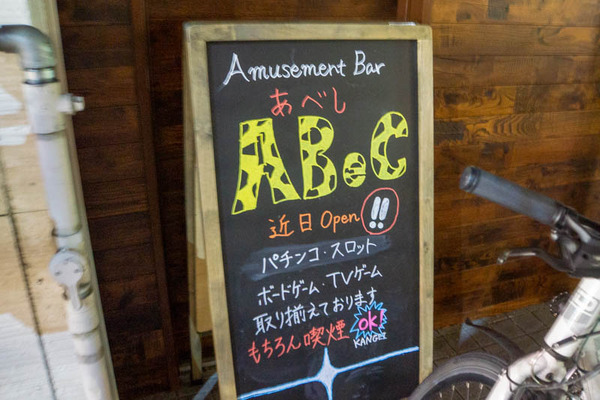 Amusement Bar
あべし
ABeC
近日 Open !!
パチンコ・スロット
ボードゲーム・TVゲーム
取り揃えております
もちろん喫煙 ok!
KANGEI